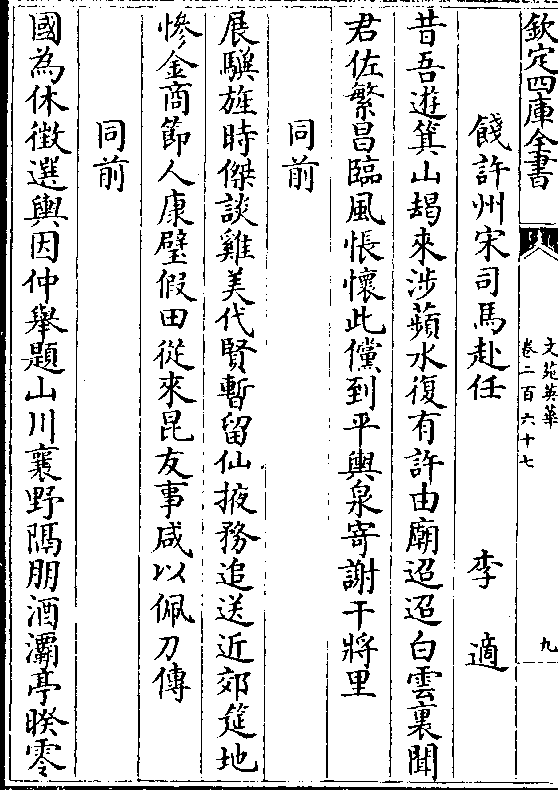 欽定四庫全書
文苑英華
卷二百六十七
九
餞許州宋司馬赴任 李適
昔吾遊箕山朅來涉蘋水復有許由廟迢迢白雲裏聞
君佐繁昌臨風悵懷此儻到平輿泉寄謝干將里
同前
展驥旌時傑談雞美代賢暫留仙掖務追送近郊筵地
慘金商節人康璧假田從來昆友事咸以佩刀傳
同前
國為休徵選輿因仲舉題山川襄野隔朋酒灞亭暌零